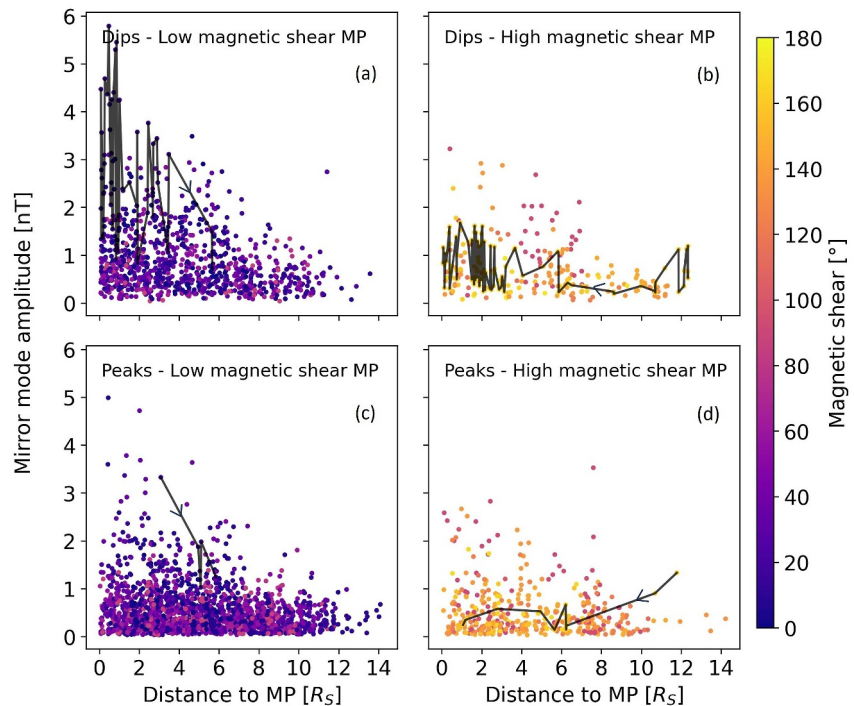 Dips - Low magnetic shear MP
(a)
6
5
4
3
2
1
0
Dips - High magnetic shear MP
(b)
Peaks - Low magnetic shear MP
(c)
6
5
4
3
2
1
0
0 2 4 6 8 10 12 14
Distance to MP [R_S]
Peaks - High magnetic shear MP
(d)
0 2 4 6 8 10 12 14
Distance to MP [R_S]
Mirror mode amplitude [nT]
180
160
140
120
100
80
60
40
20
0
Magnetic shear [°]